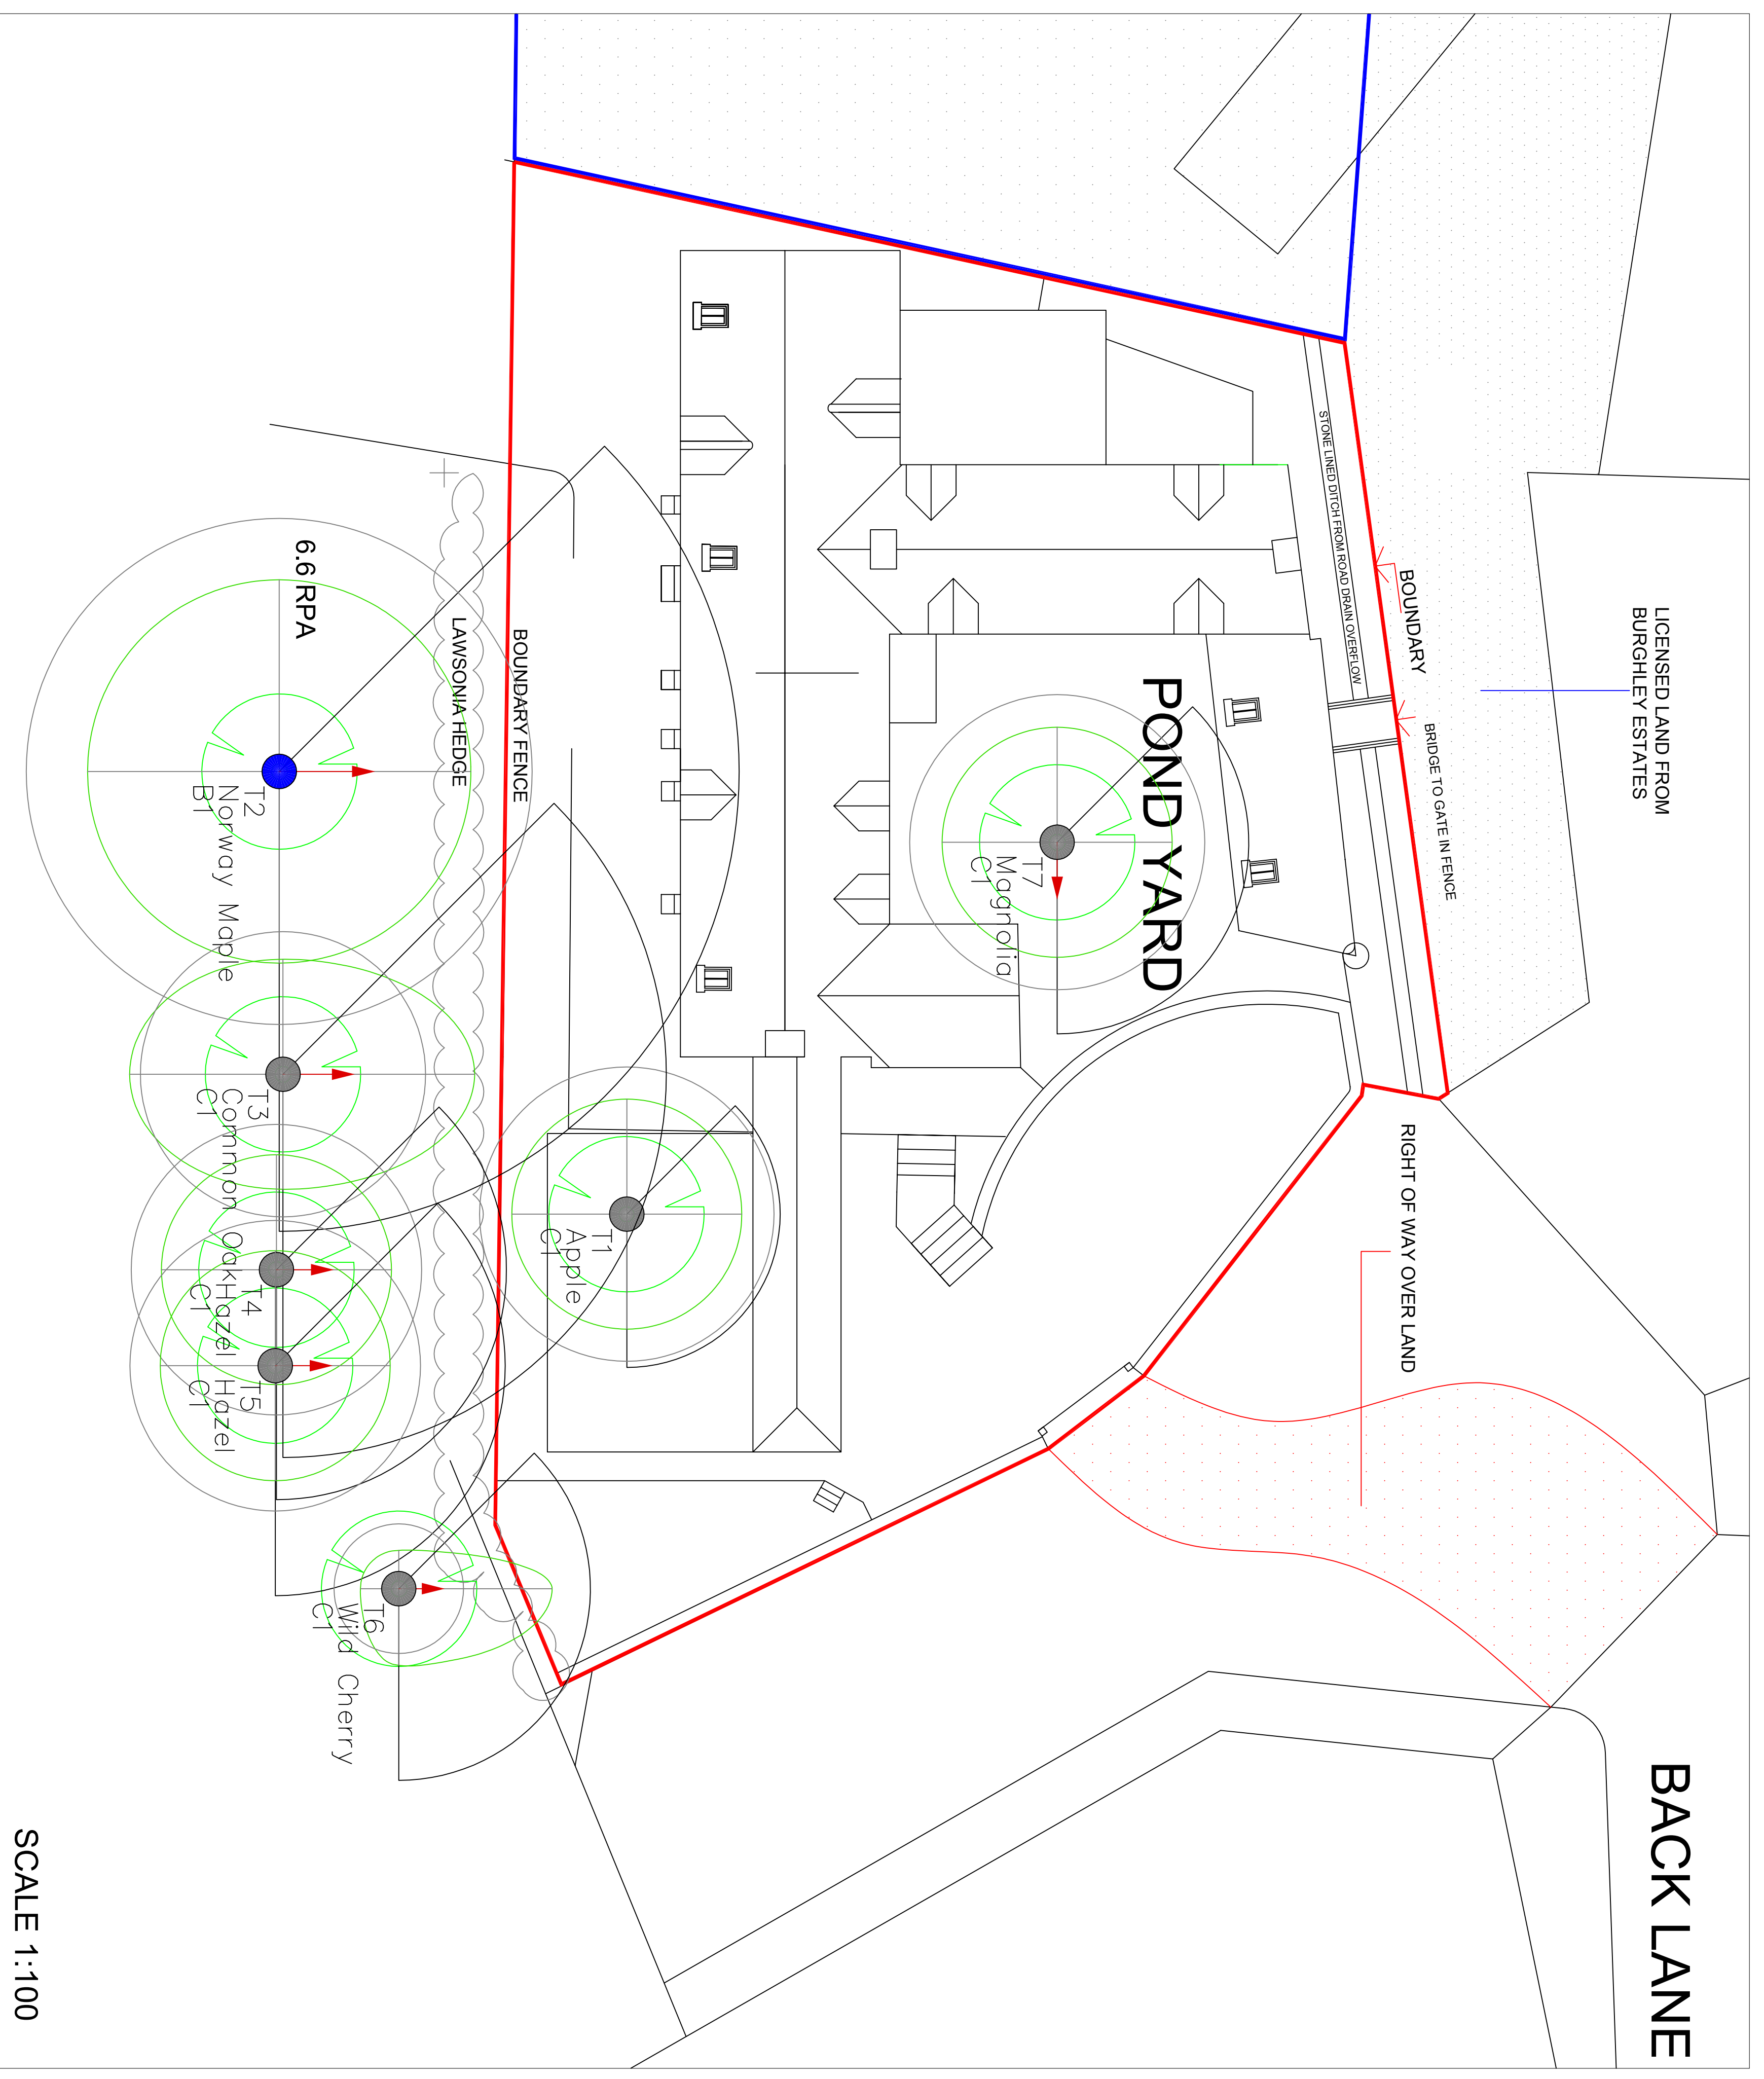 LICENSED LAND FROM
BURGHLEY ESTATES
BACK LANE
BOUNDARY
BRIDGE TO GATE IN FENCE
STONE LINED DITCH FROM ROAD DRAIN OVERFLOW
RIGHT OF WAY OVER LAND
POND YARD
T7
Magnolia
C1
T1
Apple
C1
BOUNDARY FENCE
LAWSONIA HEDGE
6.6 RPA
T2
Norway Maple
B1
T3
Common Oak
C1
T4
Hazel
C1
T5
Hazel
C1
T6
Wild Cherry
C1
SCALE 1:100